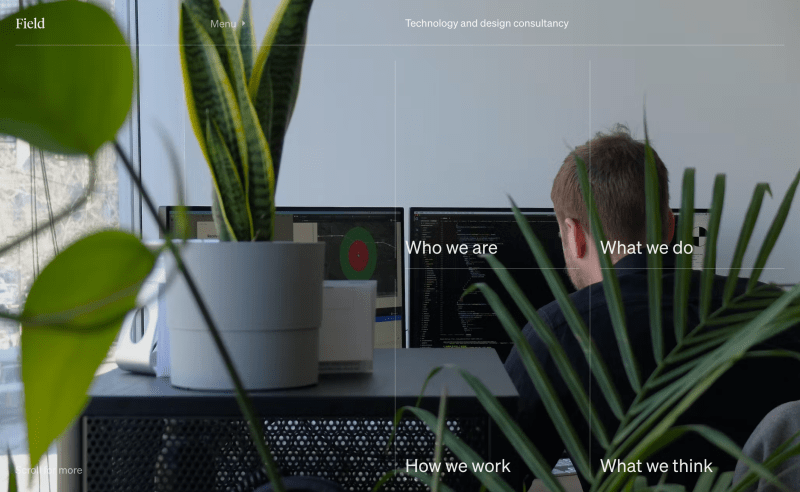 Field
Menu
Technology and design consultancy
Who we are
What we do
Scroll for more
How we work
What we think